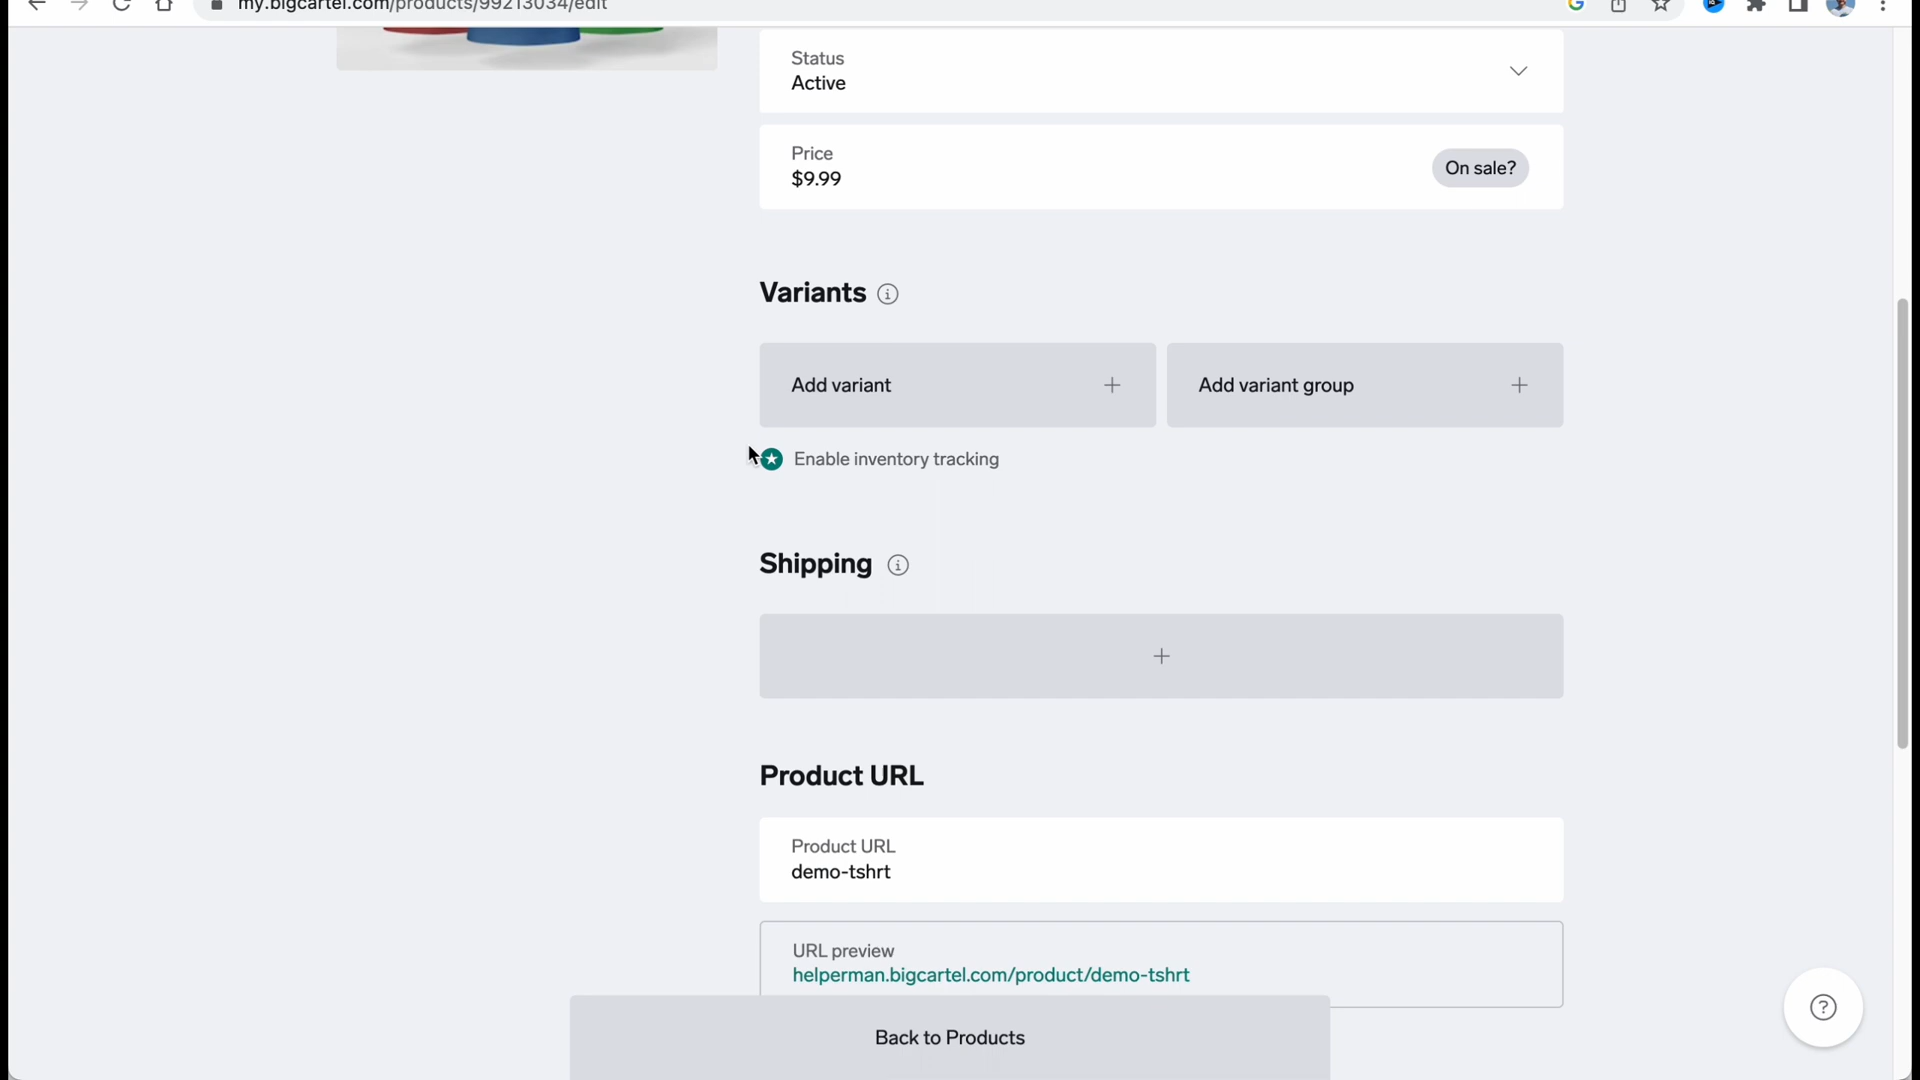 my.bigcartel.com/products/99213034/edit
Status
Active
Price
$9.99
On sale?
Variants
Add variant
Add variant group
Enable inventory tracking
Shipping
Product URL
Product URL
demo-tshrt
URL preview
helperman.bigcartel.com/product/demo-tshrt
Back to Products